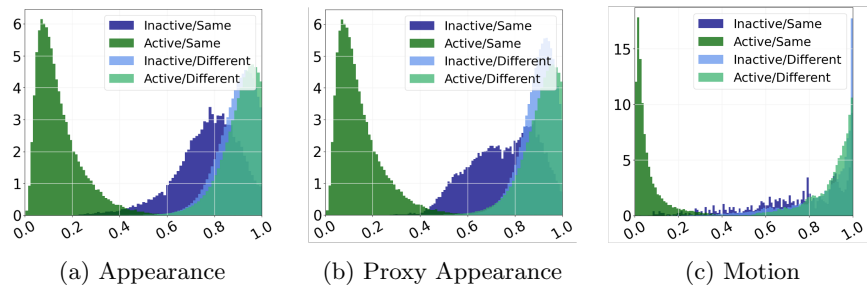 6
5
4
3
2
1
0
0.0
0.2
0.4
0.6
0.8
1.0
Inactive/Same
Active/Same
Inactive/Different
Active/Different
(a) Appearance
6
5
4
3
2
1
0
0.0
0.2
0.4
0.6
0.8
1.0
Inactive/Same
Active/Same
Inactive/Different
Active/Different
(b) Proxy Appearance
15
10
5
0
0.0
0.2
0.4
0.6
0.8
1.0
Inactive/Same
Active/Same
Inactive/Different
Active/Different
(c) Motion